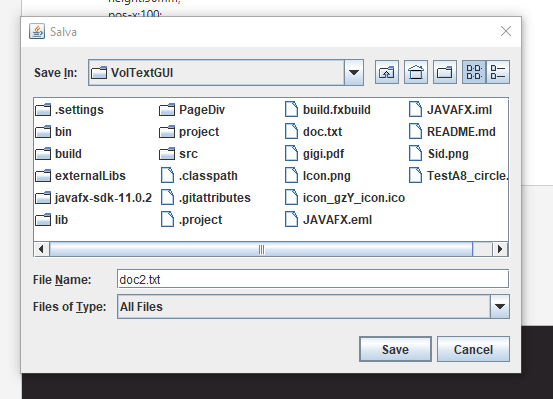 height:50mm;
pos-x:100;
Salva
Save In: VolTextGUI
.settings PageDiv build.fxbuild JAVAFX.iml
bin project doc.txt README.md
build src gigi.pdf Sid.png
externalLibs .classpath Icon.png TestA8_circle.
javafx-sdk-11.0.2 .gitattributes icon_gzY_icon.ico
lib .project JAVAFX.eml
File Name: doc2.txt
Files of Type: All Files
Save Cancel